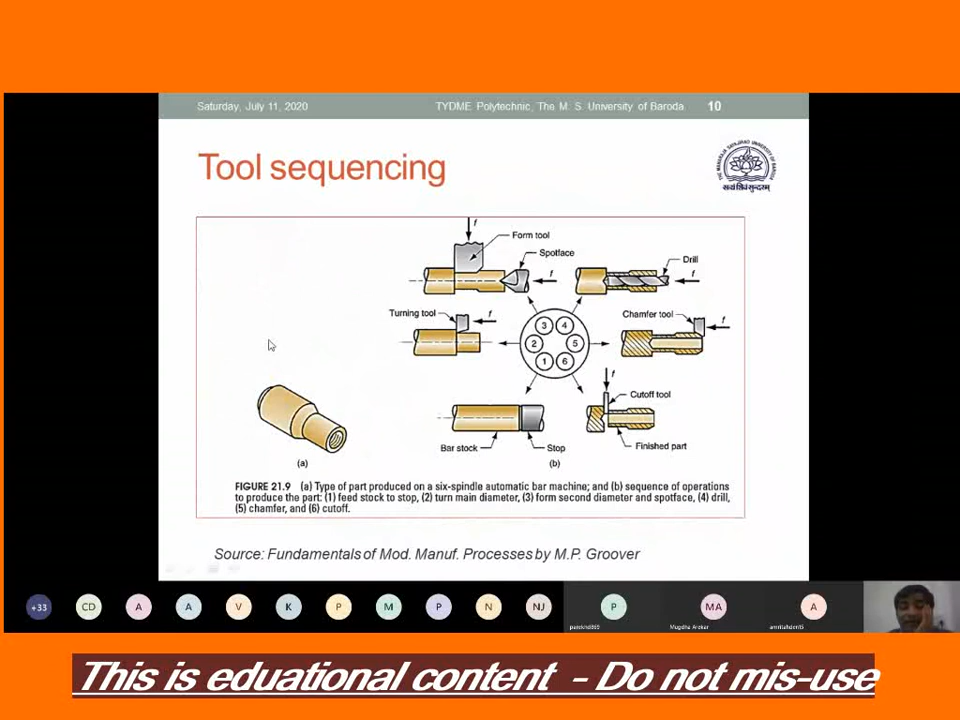 Saturday, July 11, 2020
TYDME Polytechnic, The M. S. University of Baroda
10
Tool sequencing
सत्यं शिवं सुन्दरम्
f
Form tool
Spotface
f
Drill
f
Turning tool
f
Chamfer tool
f
3
4
2
5
1
6
f
Cutoff tool
Bar stock
Stop
Finished part
(a)
(b)
FIGURE 21.9 (a) Type of part produced on a six-spindle automatic bar machine; and (b) sequence of operations
to produce the part: (1) feed stock to stop, (2) turn main diameter, (3) form second diameter and spotface, (4) drill,
(5) chamfer, and (6) cutoff.
Source: Fundamentals of Mod. Manuf. Processes by M.P. Groover
+33
CD
A
A
V
K
P
M
P
N
NJ
P
MA
A
Mugdha Arekar
This is eduational content - Do not mis-use